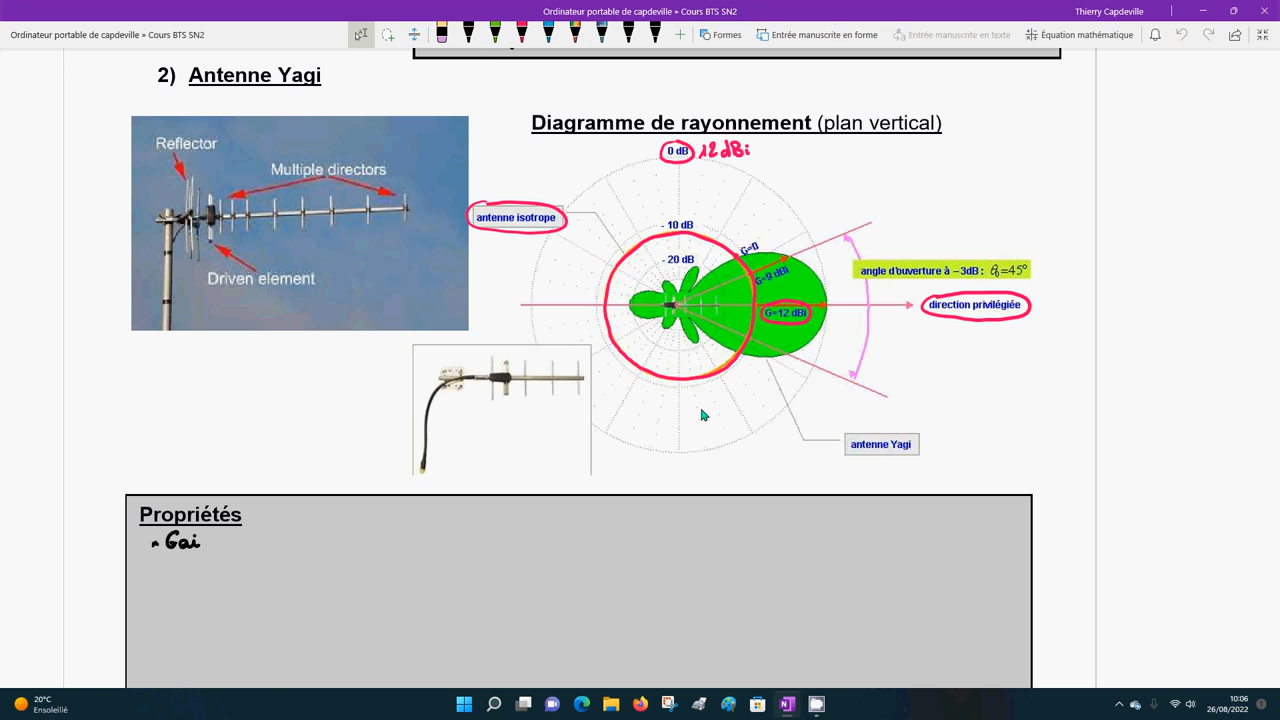 Ordinateur portable de capdeville » Cours BTS SN2
Thierry Capdeville
Ordinateur portable de capdeville » Cours BTS SN2
Formes
Entrée manuscrite en forme
Entrée manuscrite en texte
Équation mathématique
2) Antenne Yagi
Reflector
Multiple directors
Driven element
Diagramme de rayonnement (plan vertical)
0 dB 12 dBi
antenne isotrope
- 10 dB
- 20 dB
G=0
G=9 dBi
G=12 dBi
angle d'ouverture à −3dB : θ₀=45°
direction privilégiée
antenne Yagi
Propriétés
- Gai
20°C
Ensoleillé
10:06
26/08/2022